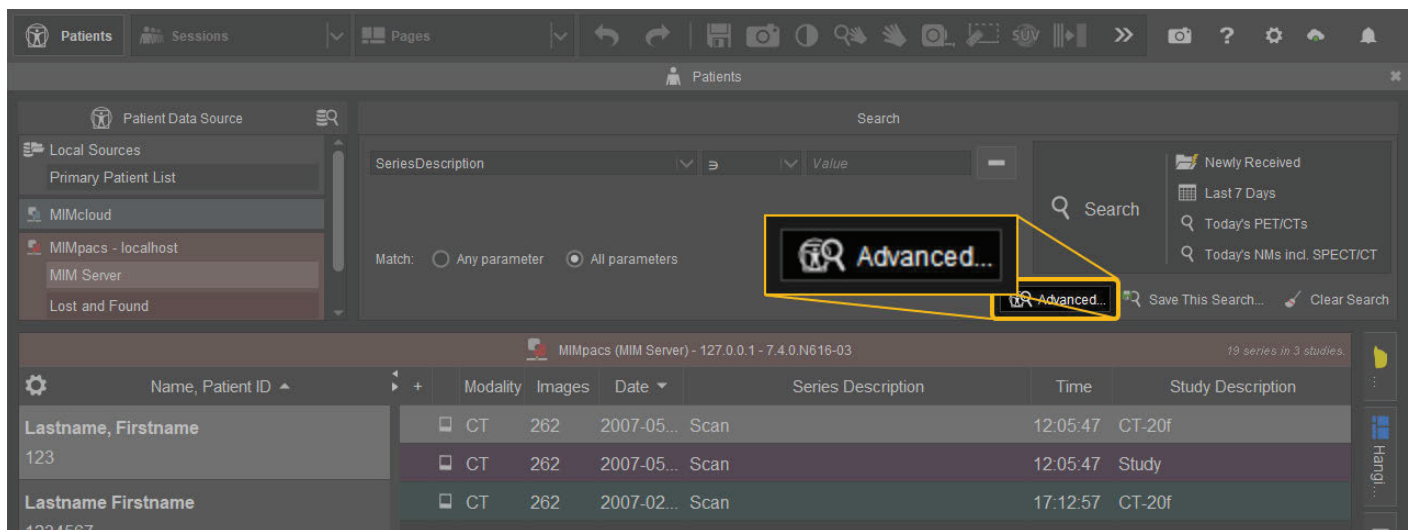 Patients
Sessions
Pages
SUV
Patients
Patient Data Source
Search
Local Sources
Primary Patient List
MIMcloud
MIMpacs - localhost
MIM Server
Lost and Found
SeriesDescription
∋
Value
Match:
Any parameter
All parameters
Advanced...
Search
Newly Received
Last 7 Days
Today's PET/CTs
Today's NMs incl. SPECT/CT
Advanced...
Save This Search...
Clear Search
MIMpacs (MIM Server) - 127.0.0.1 - 7.4.0.N616-03
19 series in 3 studies.
Name, Patient ID
+ Modality Images Date Series Description Time Study Description
Lastname, Firstname
123
CT 262 2007-05... Scan 12:05:47 CT-20f
CT 262 2007-05... Scan 12:05:47 Study
Lastname Firstname
1234567
CT 262 2007-02... Scan 17:12:57 CT-20f
...
Hangi...